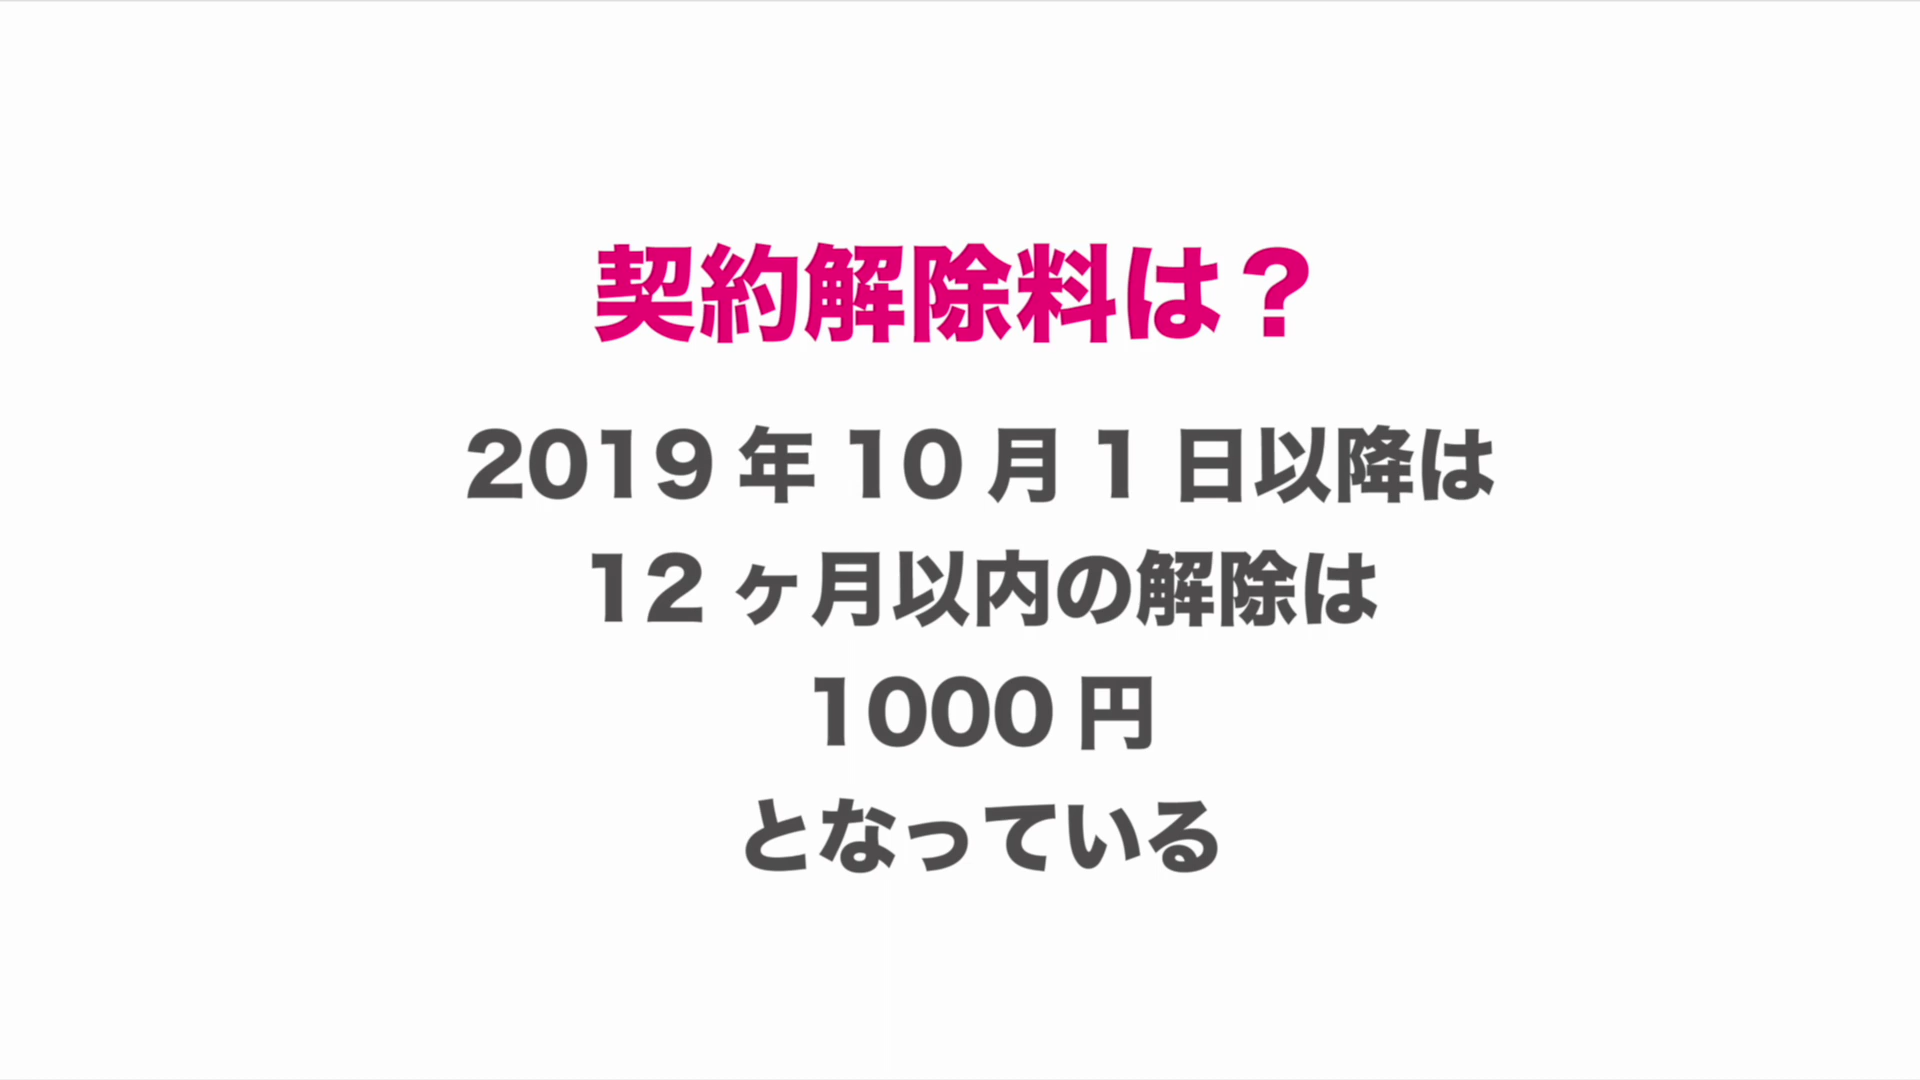 契約解除料は？
2019年10月1日以降は
12ヶ月以内の解除は
1000円
となっている